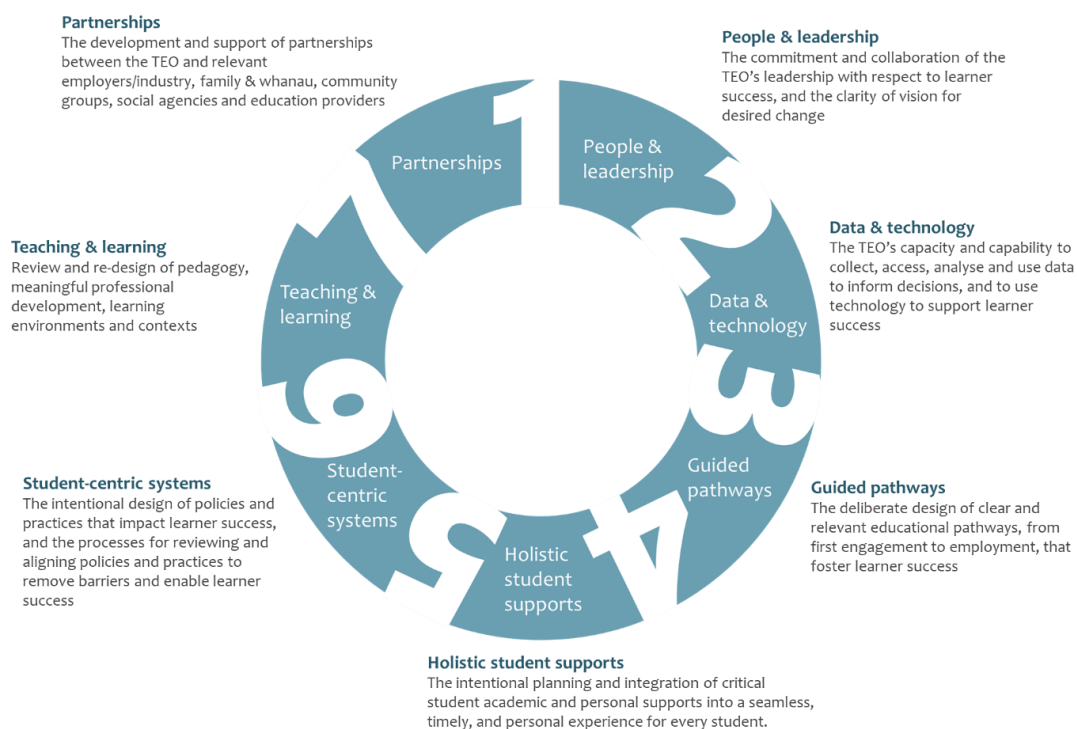 Partnerships
The development and support of partnerships
between the TEO and relevant
employers/industry, family & whanau, community
groups, social agencies and education providers
People & leadership
The commitment and collaboration of the
TEO's leadership with respect to learner
success, and the clarity of vision for
desired change
1
People &
leadership
2
Data &
technology
3
Guided
pathways
4
Holistic
student
supports
5
Student-
centric
systems
6
Teaching &
learning
7
Partnerships
Data & technology
The TEO's capacity and capability to
collect, access, analyse and use data
to inform decisions, and to use
technology to support learner
success
Teaching & learning
Review and re-design of pedagogy,
meaningful professional
development, learning
environments and contexts
Guided pathways
The deliberate design of clear and
relevant educational pathways, from
first engagement to employment, that
foster learner success
Student-centric systems
The intentional design of policies and
practices that impact learner success,
and the processes for reviewing and
aligning policies and practices to
remove barriers and enable learner
success
Holistic student supports
The intentional planning and integration of critical
student academic and personal supports into a seamless,
timely, and personal experience for every student.